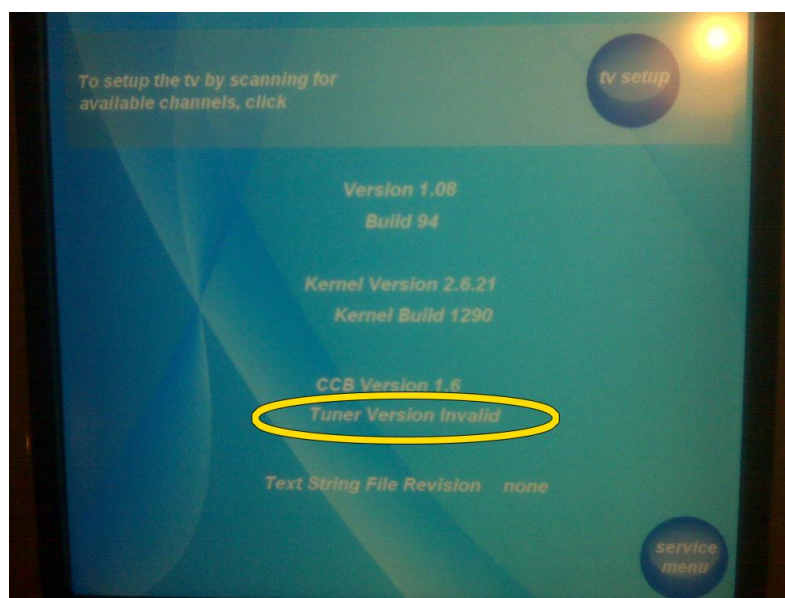 To setup the tv by scanning for
available channels, click
tv setup
Version 1.08
Build 94
Kernel Version 2.6.21
Kernel Build 1290
CCB Version 1.6
Tuner Version Invalid
Text String File Revision none
service
menu